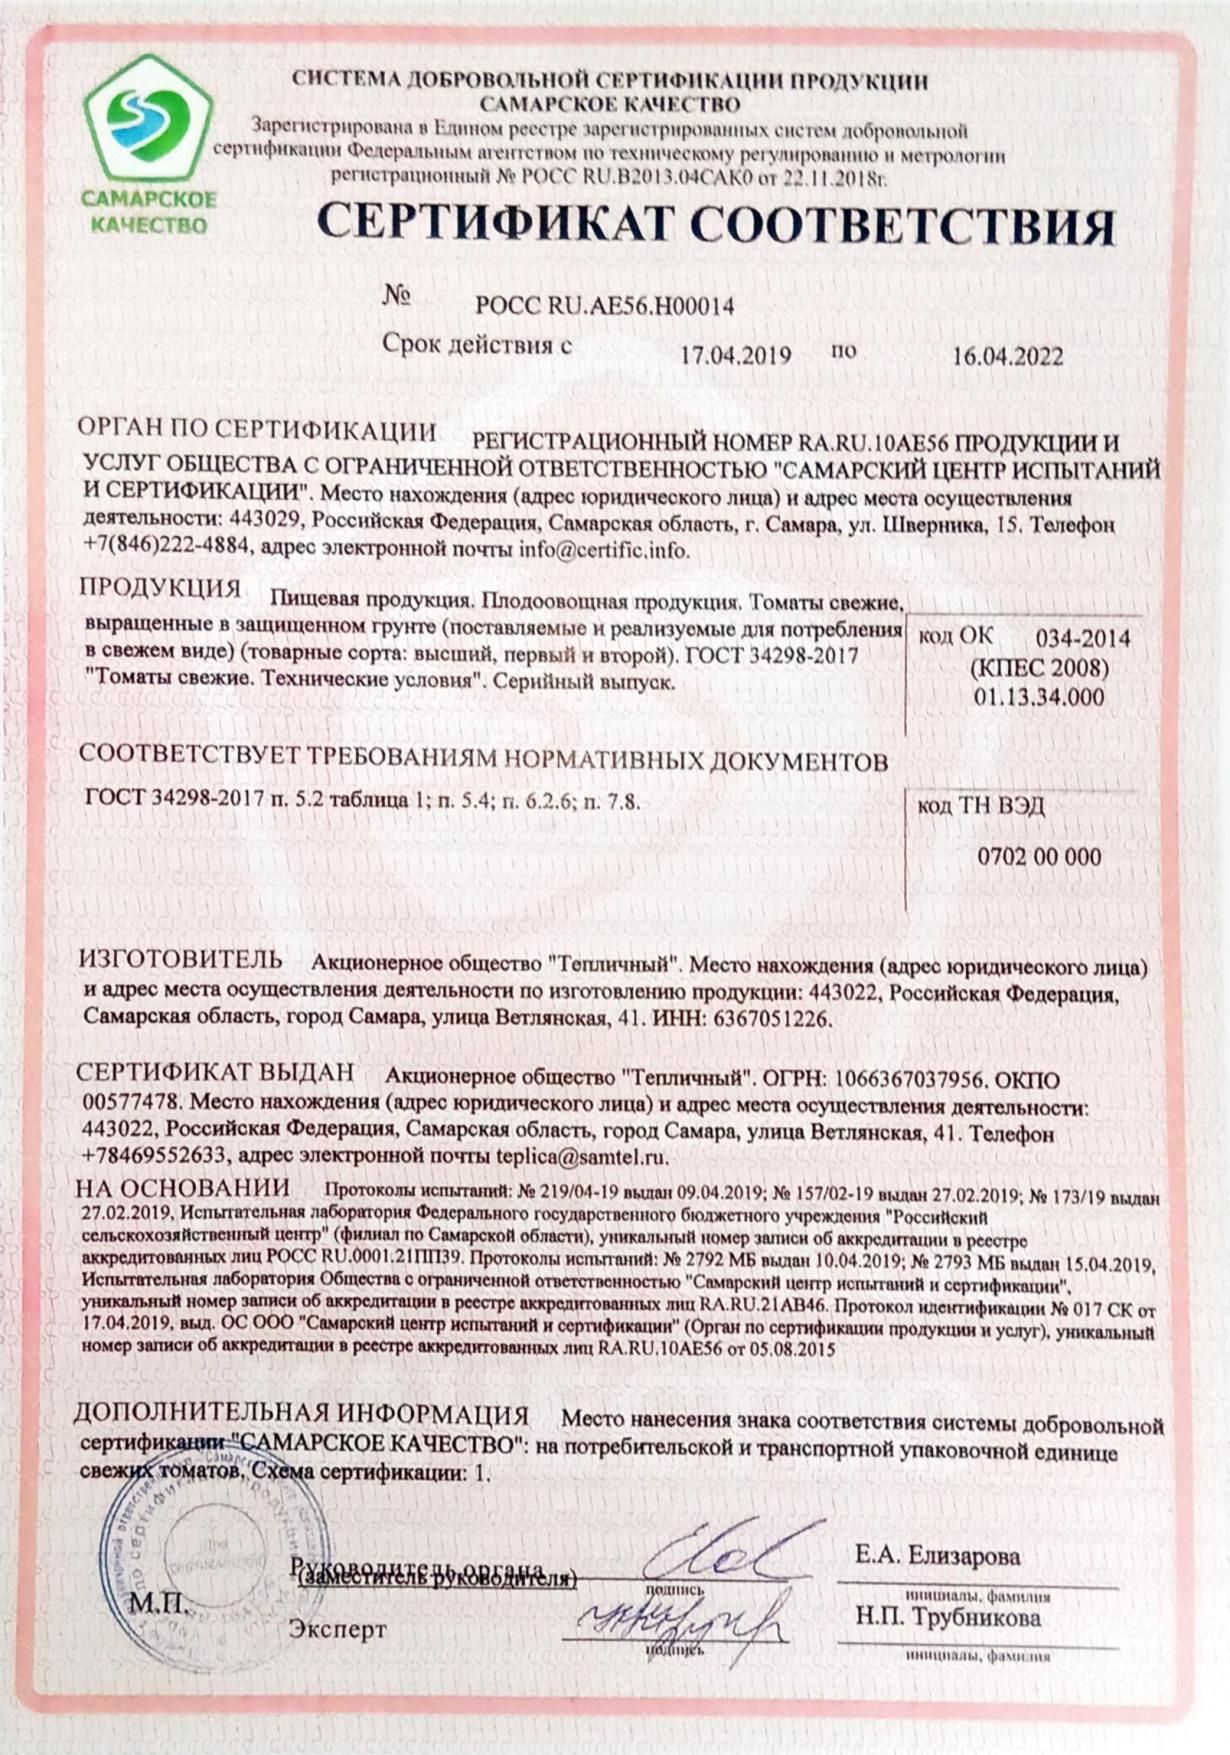 СИСТЕМА ДОБРОВОЛЬНОЙ СЕРТИФИКАЦИИ ПРОДУКЦИИ
САМАРСКОЕ КАЧЕСТВО
Зарегистрирована в Едином реестре зарегистрированных систем добровольной
сертификации Федеральным агентством по техническому регулированию и метрологии
регистрационный № РОСС RU.В2013.04САК0 от 22.11.2018г.
САМАРСКОЕ
КАЧЕСТВО
СЕРТИФИКАТ СООТВЕТСТВИЯ
№ РОСС RU.АЕ56.Н00014
Срок действия с 17.04.2019 по 16.04.2022
ОРГАН ПО СЕРТИФИКАЦИИ РЕГИСТРАЦИОННЫЙ НОМЕР RA.RU.10АЕ56 ПРОДУКЦИИ И
УСЛУГ ОБЩЕСТВА С ОГРАНИЧЕННОЙ ОТВЕТСТВЕННОСТЬЮ "САМАРСКИЙ ЦЕНТР ИСПЫТАНИЙ
И СЕРТИФИКАЦИИ". Место нахождения (адрес юридического лица) и адрес места осуществления
деятельности: 443029, Российская Федерация, Самарская область, г. Самара, ул. Шверника, 15. Телефон
+7(846)222-4884, адрес электронной почты info@certific.info.
ПРОДУКЦИЯ Пищевая продукция. Плодоовощная продукция. Томаты свежие,
выращенные в защищенном грунте (поставляемые и реализуемые для потребления
в свежем виде) (товарные сорта: высший, первый и второй). ГОСТ 34298-2017
"Томаты свежие. Технические условия". Серийный выпуск.
код ОК 034-2014
(КПЕС 2008)
01.13.34.000
СООТВЕТСТВУЕТ ТРЕБОВАНИЯМ НОРМАТИВНЫХ ДОКУМЕНТОВ
ГОСТ 34298-2017 п. 5.2 таблица 1; п. 5.4; п. 6.2.6; п. 7.8.
код ТН ВЭД
0702 00 000
ИЗГОТОВИТЕЛЬ Акционерное общество "Тепличный". Место нахождения (адрес юридического лица)
и адрес места осуществления деятельности по изготовлению продукции: 443022, Российская Федерация,
Самарская область, город Самара, улица Ветлянская, 41. ИНН: 6367051226.
СЕРТИФИКАТ ВЫДАН Акционерное общество "Тепличный". ОГРН: 1066367037956. ОКПО
00577478. Место нахождения (адрес юридического лица) и адрес места осуществления деятельности:
443022, Российская Федерация, Самарская область, город Самара, улица Ветлянская, 41. Телефон
+78469552633, адрес электронной почты teplica@samtel.ru.
НА ОСНОВАНИИ Протоколы испытаний: № 219/04-19 выдан 09.04.2019; № 157/02-19 выдан 27.02.2019; № 173/19 выдан
27.02.2019, Испытательная лаборатория Федерального государственного бюджетного учреждения "Российский
сельскохозяйственный центр" (филиал по Самарской области), уникальный номер записи об аккредитации в реестре
аккредитованных лиц РОСС RU.0001.21ПП39. Протоколы испытаний: № 2792 МБ выдан 10.04.2019; № 2793 МБ выдан 15.04.2019,
Испытательная лаборатория Общества с ограниченной ответственностью "Самарский центр испытаний и сертификации",
уникальный номер записи об аккредитации в реестре аккредитованных лиц RA.RU.21АВ46. Протокол идентификации № 017 СК от
17.04.2019, выд. ОС ООО "Самарский центр испытаний и сертификации" (Орган по сертификации продукции и услуг), уникальный
номер записи об аккредитации в реестре аккредитованных лиц RA.RU.10АЕ56 от 05.08.2015
ДОПОЛНИТЕЛЬНАЯ ИНФОРМАЦИЯ Место нанесения знака соответствия системы добровольной
сертификации "САМАРСКОЕ КАЧЕСТВО": на потребительской и транспортной упаковочной единице
свежих томатов. Схема сертификации: 1.
Руководитель органа
(заместитель руководителя)
подпись
Е.А. Елизарова
инициалы, фамилия
М.П.
Эксперт
подпись
Н.П. Трубникова
инициалы, фамилия